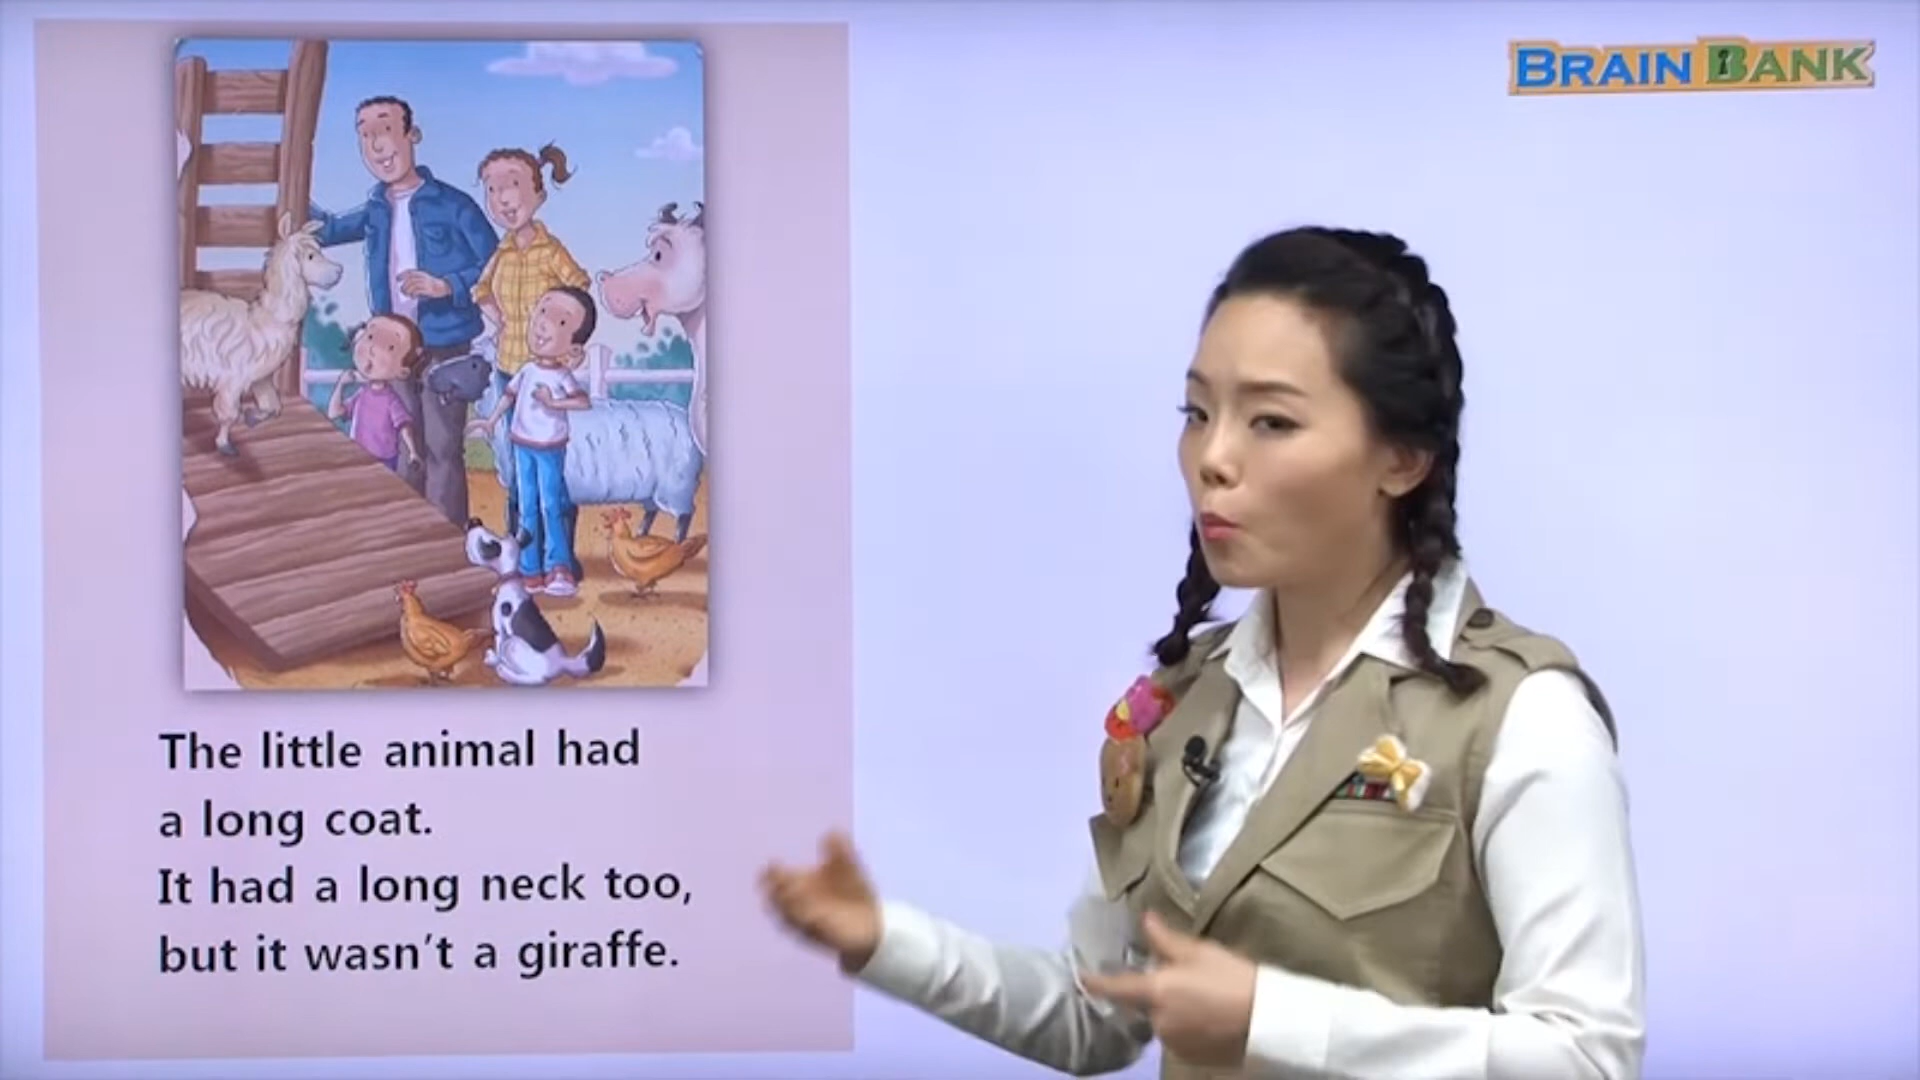 BRAIN BANK
The little animal had
a long coat.
It had a long neck too,
but it wasn't a giraffe.